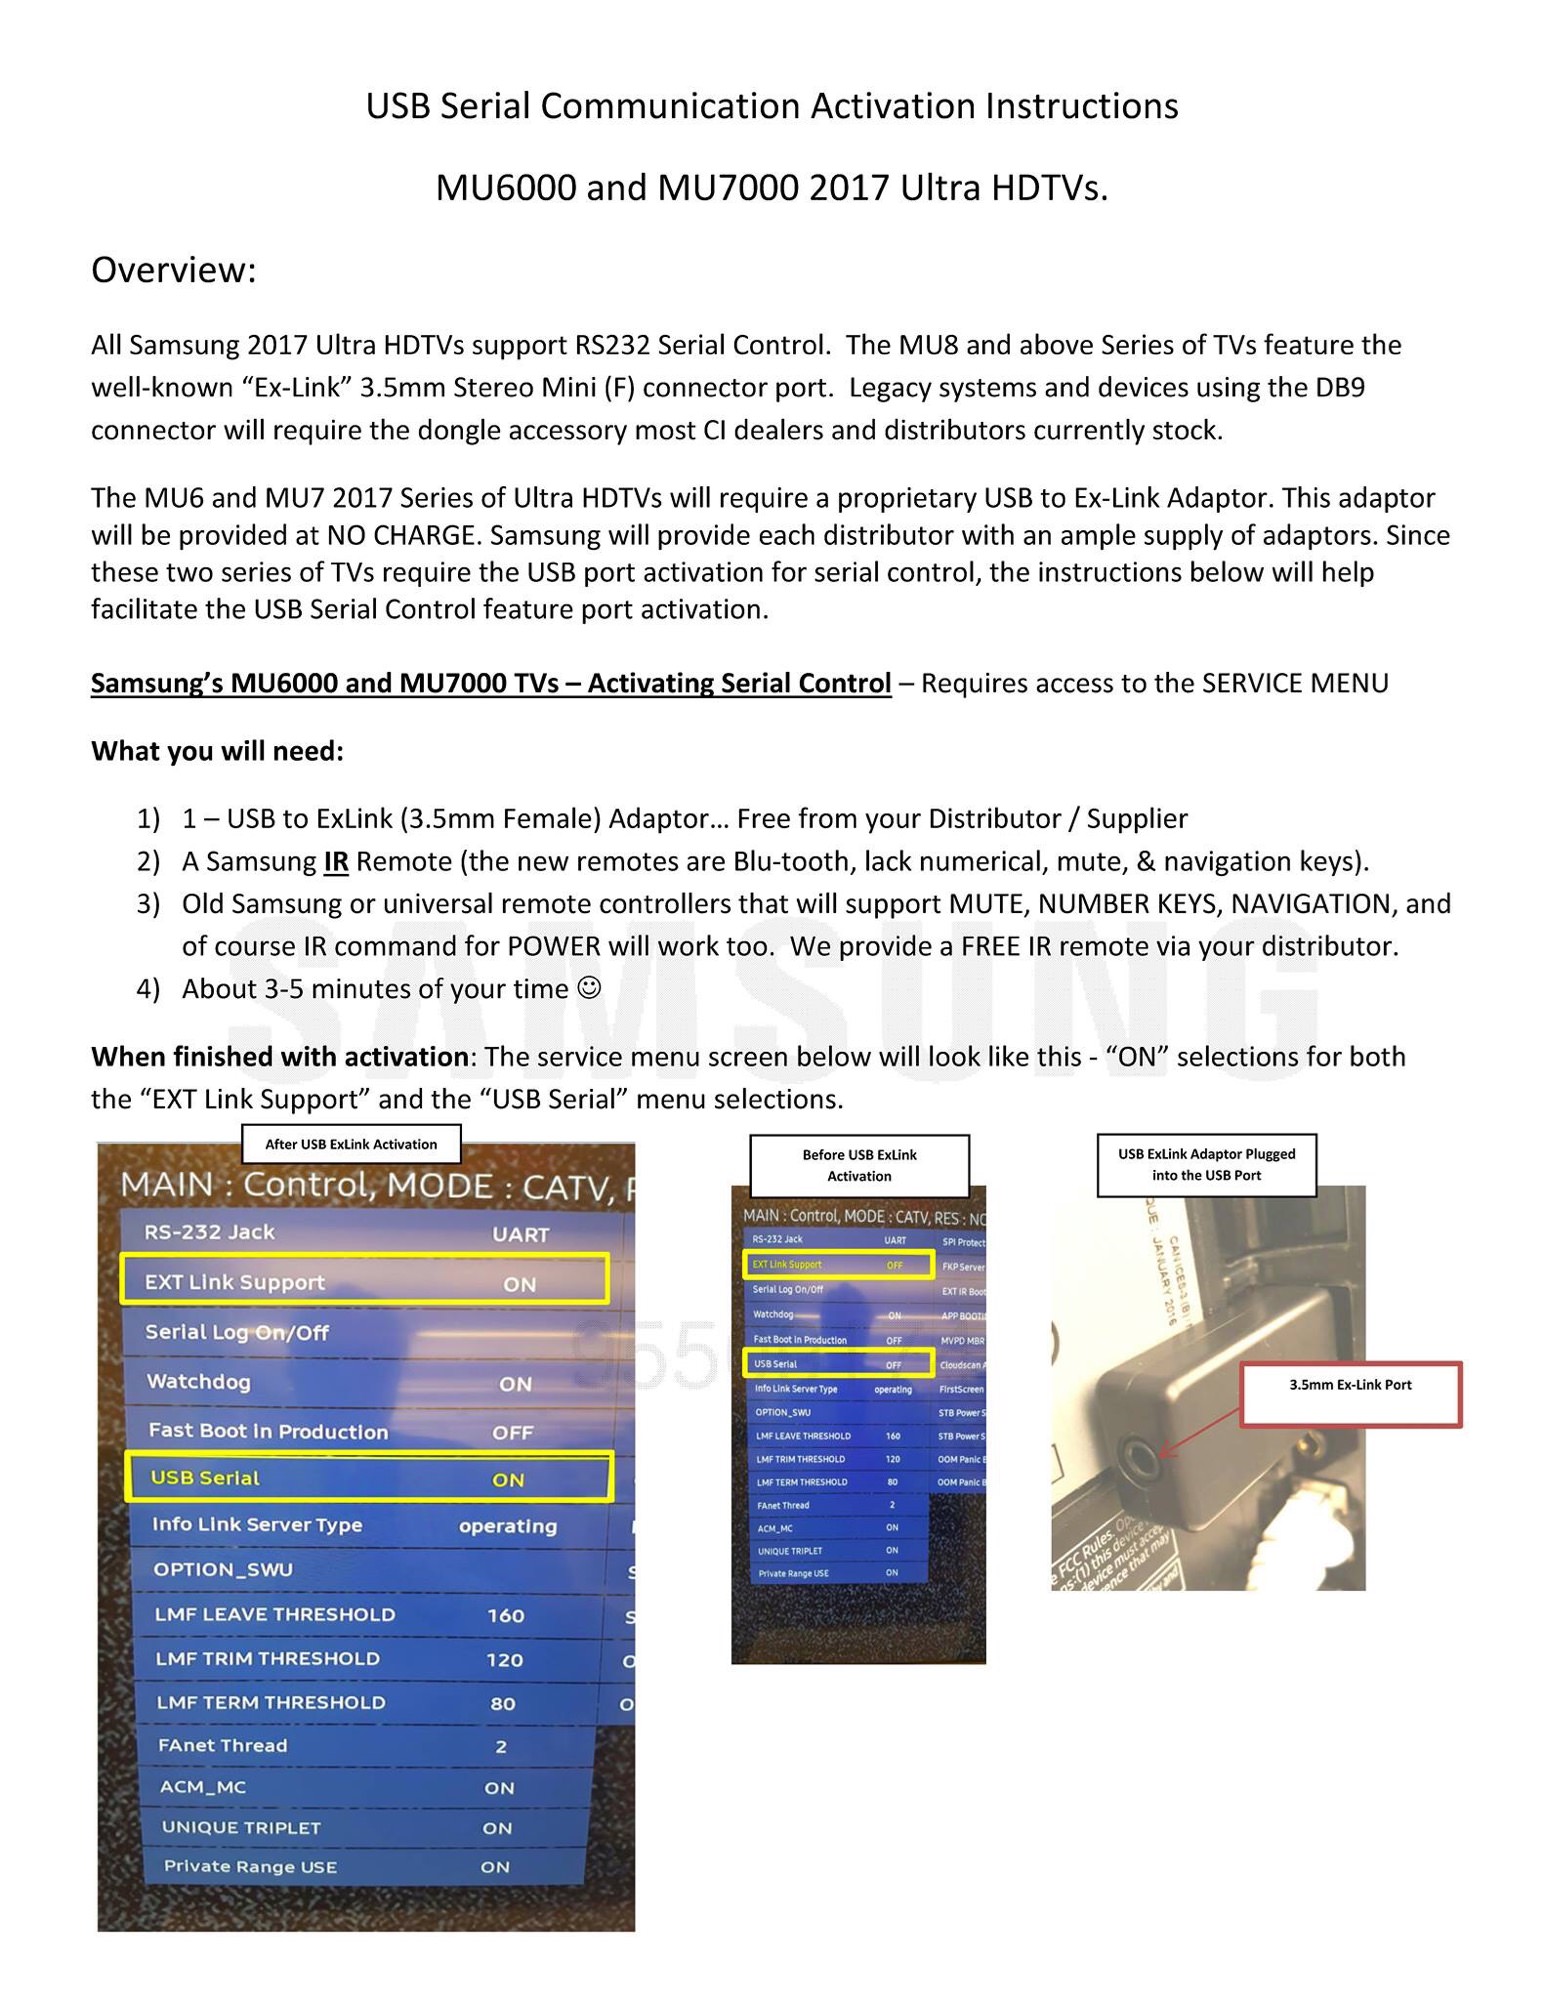 USB Serial Communication Activation Instructions
MU6000 and MU7000 2017 Ultra HDTVs.
Overview:
All Samsung 2017 Ultra HDTVs support RS232 Serial Control.  The MU8 and above Series of TVs feature the
well-known “Ex-Link” 3.5mm Stereo Mini (F) connector port.  Legacy systems and devices using the DB9
connector will require the dongle accessory most CI dealers and distributors currently stock.
The MU6 and MU7 2017 Series of Ultra HDTVs will require a proprietary USB to Ex-Link Adaptor. This adaptor
will be provided at NO CHARGE. Samsung will provide each distributor with an ample supply of adaptors. Since
these two series of TVs require the USB port activation for serial control, the instructions below will help
facilitate the USB Serial Control feature port activation.
Samsung’s MU6000 and MU7000 TVs – Activating Serial Control – Requires access to the SERVICE MENU
What you will need:
1) 1 – USB to ExLink (3.5mm Female) Adaptor… Free from your Distributor / Supplier
2) A Samsung IR Remote (the new remotes are Blu-tooth, lack numerical, mute, & navigation keys).
3) Old Samsung or universal remote controllers that will support MUTE, NUMBER KEYS, NAVIGATION, and
of course IR command for POWER will work too.  We provide a FREE IR remote via your distributor.
4) About 3-5 minutes of your time ☺
SAMSUNG
When finished with activation: The service menu screen below will look like this - “ON” selections for both
the “EXT Link Support” and the “USB Serial” menu selections.
After USB ExLink Activation
MAIN : Control, MODE : CATV,
RS-232 Jack UART
EXT Link Support ON
Serial Log On/Off
Watchdog ON
Fast Boot In Production OFF
USB Serial ON
Info Link Server Type operating
OPTION_SWU
LMF LEAVE THRESHOLD 160
LMF TRIM THRESHOLD 120
LMF TERM THRESHOLD 80
FAnet Thread 2
ACM_MC ON
UNIQUE TRIPLET ON
Private Range USE ON
Before USB ExLink
Activation
MAIN : Control, MODE : CATV, RES : NO
RS-232 Jack UART SPI Protect
EXT Link Support OFF FKP Server
Serial Log On/Off EXT IR Boot
Watchdog ON APP BOOTI
Fast Boot In Production OFF MVPD MBR
USB Serial OFF Cloudscan A
Info Link Server Type operating FirstScreen
OPTION_SWU STB Power S
LMF LEAVE THRESHOLD 160 STB Power S
LMF TRIM THRESHOLD 120 OOM Panic E
LMF TERM THRESHOLD 80 OOM Panic B
FAnet Thread 2
ACM_MC ON
UNIQUE TRIPLET ON
Private Range USE ON
USB ExLink Adaptor Plugged
into the USB Port
QUE : JANUARY 2016
CAN ICES-3 (B)
3.5mm Ex-Link Port
FCC Rules.
(1) this device
device must accep
ence that may